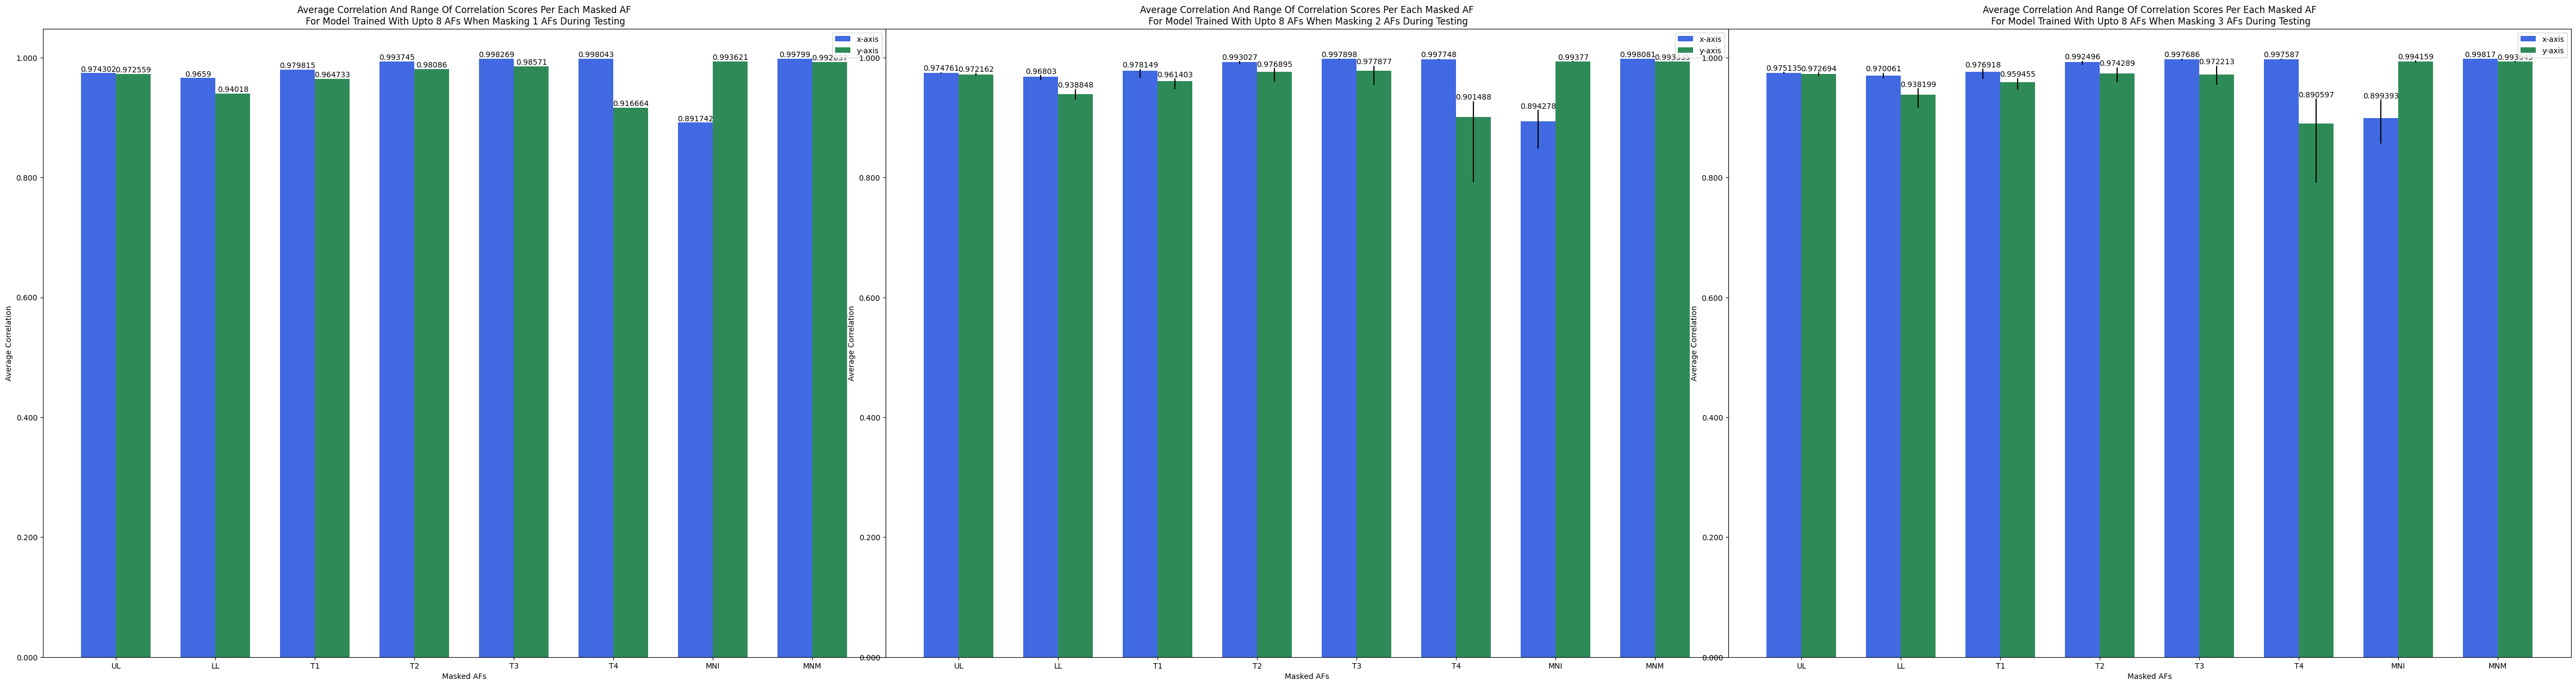 Average Correlation And Range Of Correlation Scores Per Each Masked AF
For Model Trained With Upto 8 AFs When Masking 1 AFs During Testing
x-axis
y-axis
1.000
0.800
0.600
0.400
0.200
0.000
Average Correlation
0.974302
0.972559
0.9659
0.94018
0.979815
0.964733
0.993745
0.98086
0.998269
0.98571
0.998043
0.916664
0.891742
0.993621
0.99799
UL
LL
T1
T2
T3
T4
MNI
MNM
Masked AFs
Average Correlation And Range Of Correlation Scores Per Each Masked AF
For Model Trained With Upto 8 AFs When Masking 2 AFs During Testing
x-axis
y-axis
1.000
0.800
0.600
0.400
0.200
0.000
Average Correlation
0.974761
0.972162
0.96803
0.938848
0.978149
0.961403
0.993027
0.976895
0.997898
0.977877
0.997748
0.901488
0.894278
0.99377
0.998081
UL
LL
T1
T2
T3
T4
MNI
MNM
Masked AFs
Average Correlation And Range Of Correlation Scores Per Each Masked AF
For Model Trained With Upto 8 AFs When Masking 3 AFs During Testing
x-axis
y-axis
1.000
0.800
0.600
0.400
0.200
0.000
Average Correlation
0.975135
0.972694
0.970061
0.938199
0.976918
0.959455
0.992496
0.974289
0.997686
0.972213
0.997587
0.890597
0.899393
0.994159
0.99817
UL
LL
T1
T2
T3
T4
MNI
MNM
Masked AFs